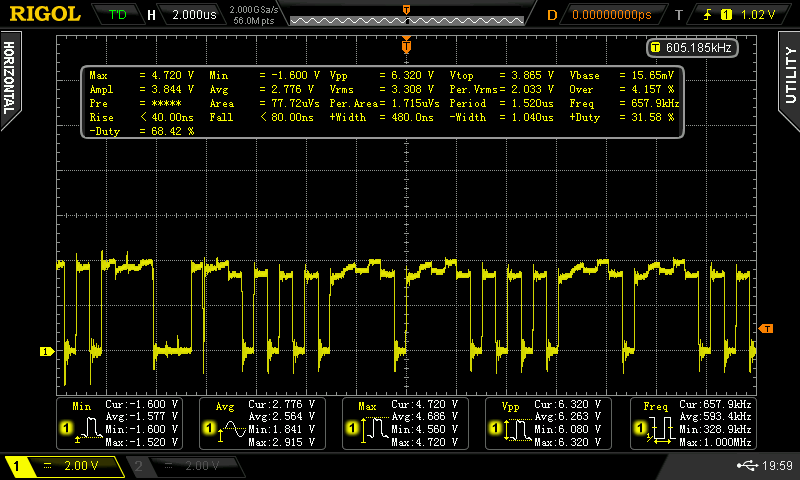 RIGOL T'D H 2.000us 2.000GSa/s 56.0M pts D 0.00000000ps T 1 1.02 V
HORIZONTAL
UTILITY
T 605.185kHz
Max = 4.720 V Min = -1.600 V Vpp = 6.320 V Vtop = 3.865 V Vbase = 15.65mV
Ampl = 3.844 V Avg = 2.776 V Vrms = 3.308 V Per.Vrms= 2.033 V Over = 4.157 %
Pre = ***** Area = 77.72uVs Per.Area= 1.715uVs Period = 1.520us Freq = 657.9kHz
Rise < 40.00ns Fall < 80.00ns +Width = 480.0ns -Width = 1.040us +Duty = 31.58 %
-Duty = 68.42 %
T
1
T
Min Cur:-1.600 V Avg:-1.577 V Min:-1.600 V Max:-1.520 V
1
Avg Cur:2.776 V Avg:2.564 V Min:1.841 V Max:2.915 V
1
Max Cur:4.720 V Avg:4.686 V Min:4.560 V Max:4.720 V
1
Vpp Cur:6.320 V Avg:6.263 V Min:6.080 V Max:6.320 V
1
Freq Cur:657.9kHz Avg:593.4kHz Min:328.9kHz Max:1.000MHz
1
1 = 2.00 V 2 = 2.00 V 19:59